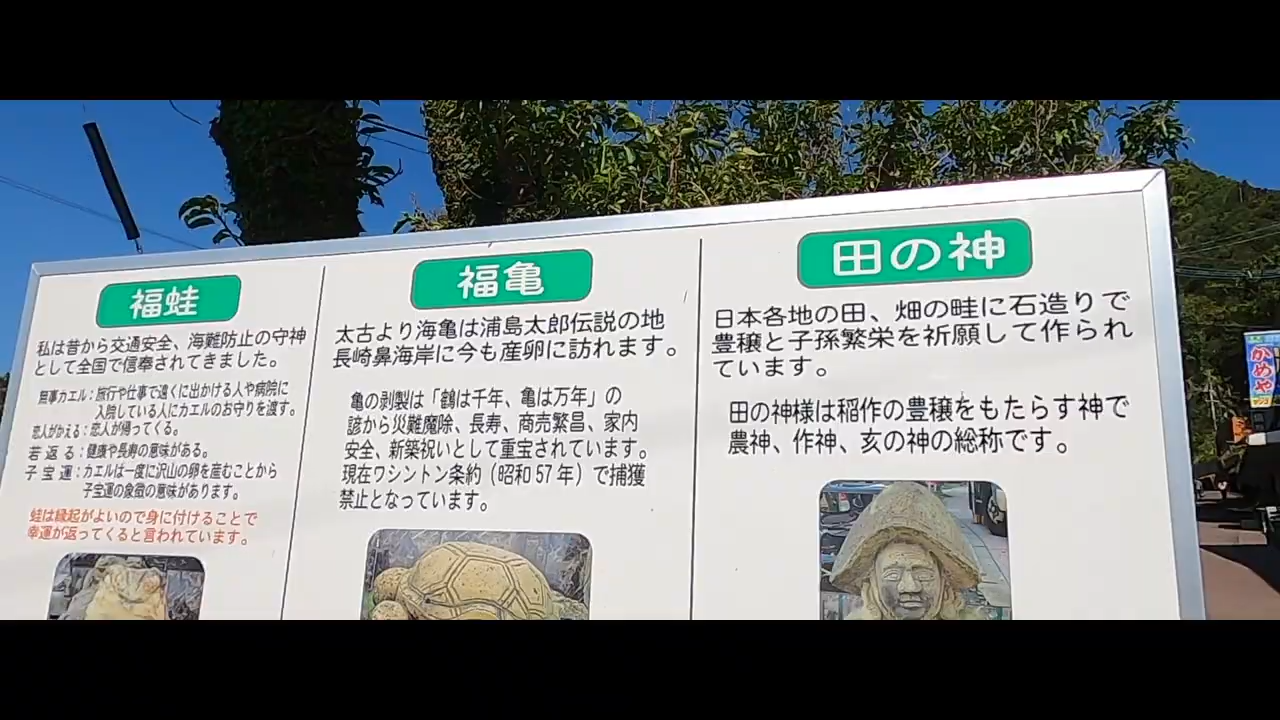 福蛙
私は昔から交通安全、海難防止の守神
として全国で信奉されてきました。
無事カエル：旅行や仕事で遠くに出かける人や病院に
入院している人にカエルのお守りを渡す。
恋人がかえる：恋人が帰ってくる。
若返る：健康や長寿の意味がある。
子宝運：カエルは一度に沢山の卵を産むことから
子宝運の象徴の意味があります。
蛙は縁起がよいので身に付けることで
幸運が返ってくると言われています。
福亀
太古より海亀は浦島太郎伝説の地
長崎鼻海岸に今も産卵に訪れます。
亀の剥製は「鶴は千年、亀は万年」の
諺から災難魔除、長寿、商売繁昌、家内
安全、新築祝いとして重宝されています。
現在ワシントン条約（昭和57年）で捕獲
禁止となっています。
田の神
日本各地の田、畑の畦に石造りで
豊穣と子孫繁栄を祈願して作られ
ています。
田の神様は稲作の豊穣をもたらす神で
農神、作神、亥の神の総称です。
かめや